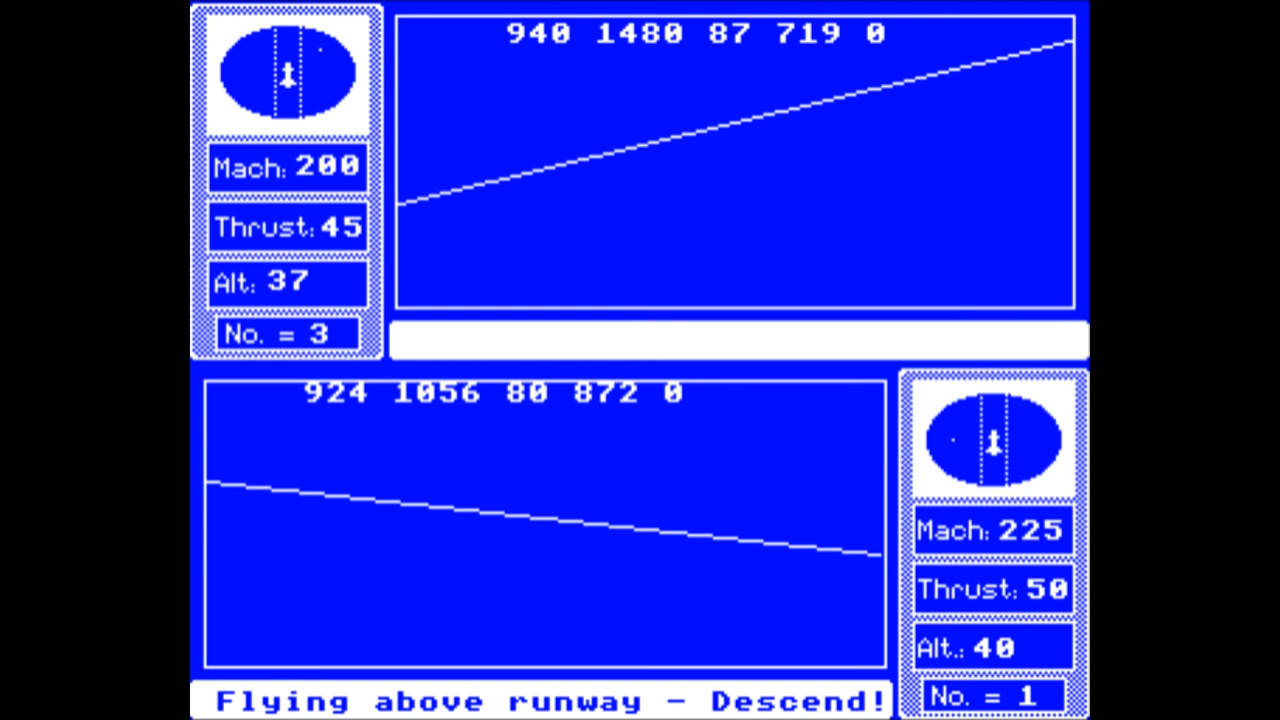 940 1480 87 719 0
Mach: 200
Thrust: 45
Alt: 37
No. = 3
924 1056 80 872 0
Mach: 225
Thrust: 50
Alt.: 40
No. = 1
Flying above runway - Descend!